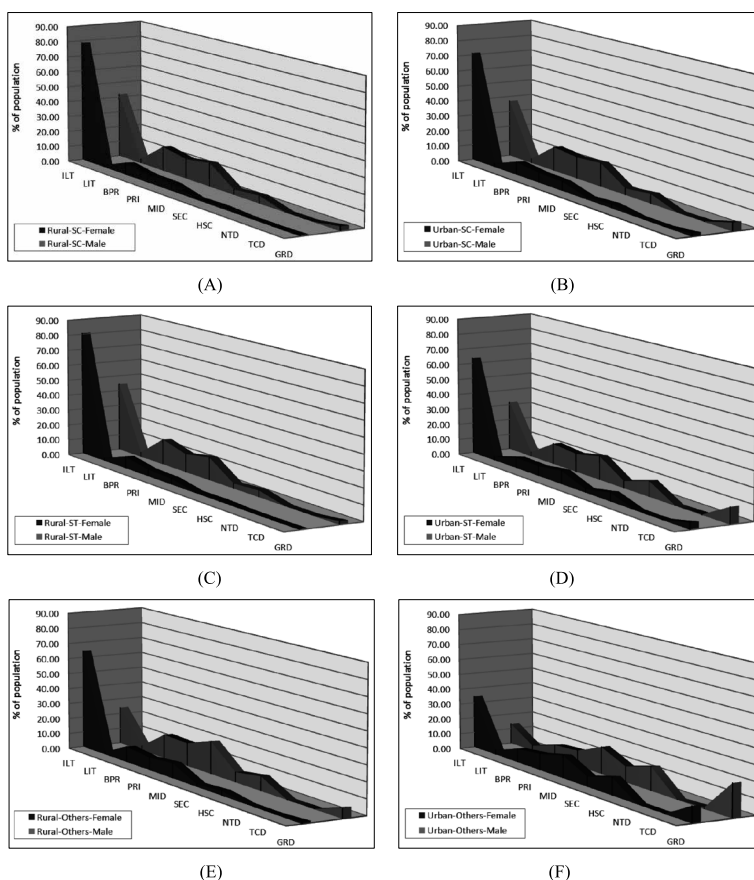 % of population
90.00
80.00
70.00
60.00
50.00
40.00
30.00
20.00
10.00
0.00
ILT
LIT
BPR
PRI
MID
SEC
HSC
NTD
TCD
GRD
Rural-SC-Female
Rural-SC-Male
(A)
% of population
90.00
80.00
70.00
60.00
50.00
40.00
30.00
20.00
10.00
0.00
ILT
LIT
BPR
PRI
MID
SEC
HSC
NTD
TCD
GRD
Urban-SC-Female
Urban-SC-Male
(B)
% of population
90.00
80.00
70.00
60.00
50.00
40.00
30.00
20.00
10.00
0.00
ILT
LIT
BPR
PRI
MID
SEC
HSC
NTD
TCD
GRD
Rural-ST-Female
Rural-ST-Male
(C)
% of population
90.00
80.00
70.00
60.00
50.00
40.00
30.00
20.00
10.00
0.00
ILT
LIT
BPR
PRI
MID
SEC
HSC
NTD
TCD
GRD
Urban-ST-Female
Urban-ST-Male
(D)
% of population
90.00
80.00
70.00
60.00
50.00
40.00
30.00
20.00
10.00
0.00
ILT
LIT
BPR
PRI
MID
SEC
HSC
NTD
TCD
GRD
Rural-Others-Female
Rural-Others-Male
(E)
% of population
90.00
80.00
70.00
60.00
50.00
40.00
30.00
20.00
10.00
0.00
ILT
LIT
BPR
PRI
MID
SEC
HSC
NTD
TCD
GRD
Urban-Others-Female
Urban-Others-Male
(F)